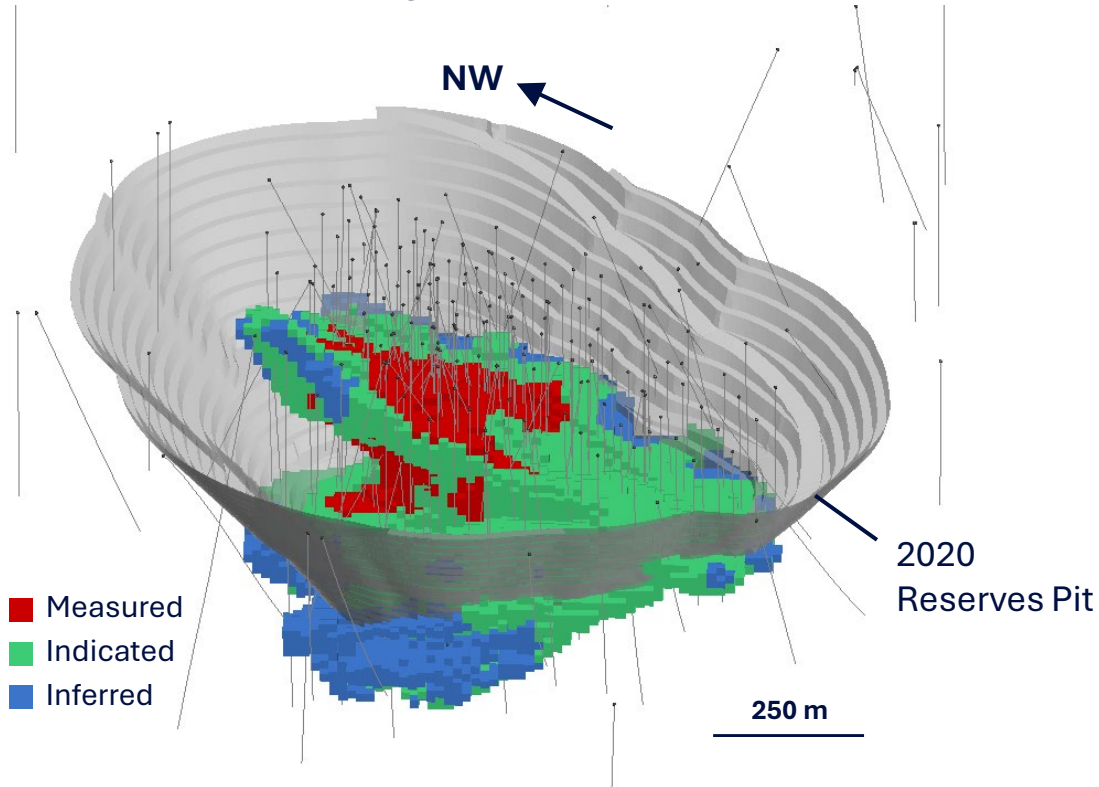 NW
2020
Reserves Pit
Measured
Indicated
Inferred
250 m